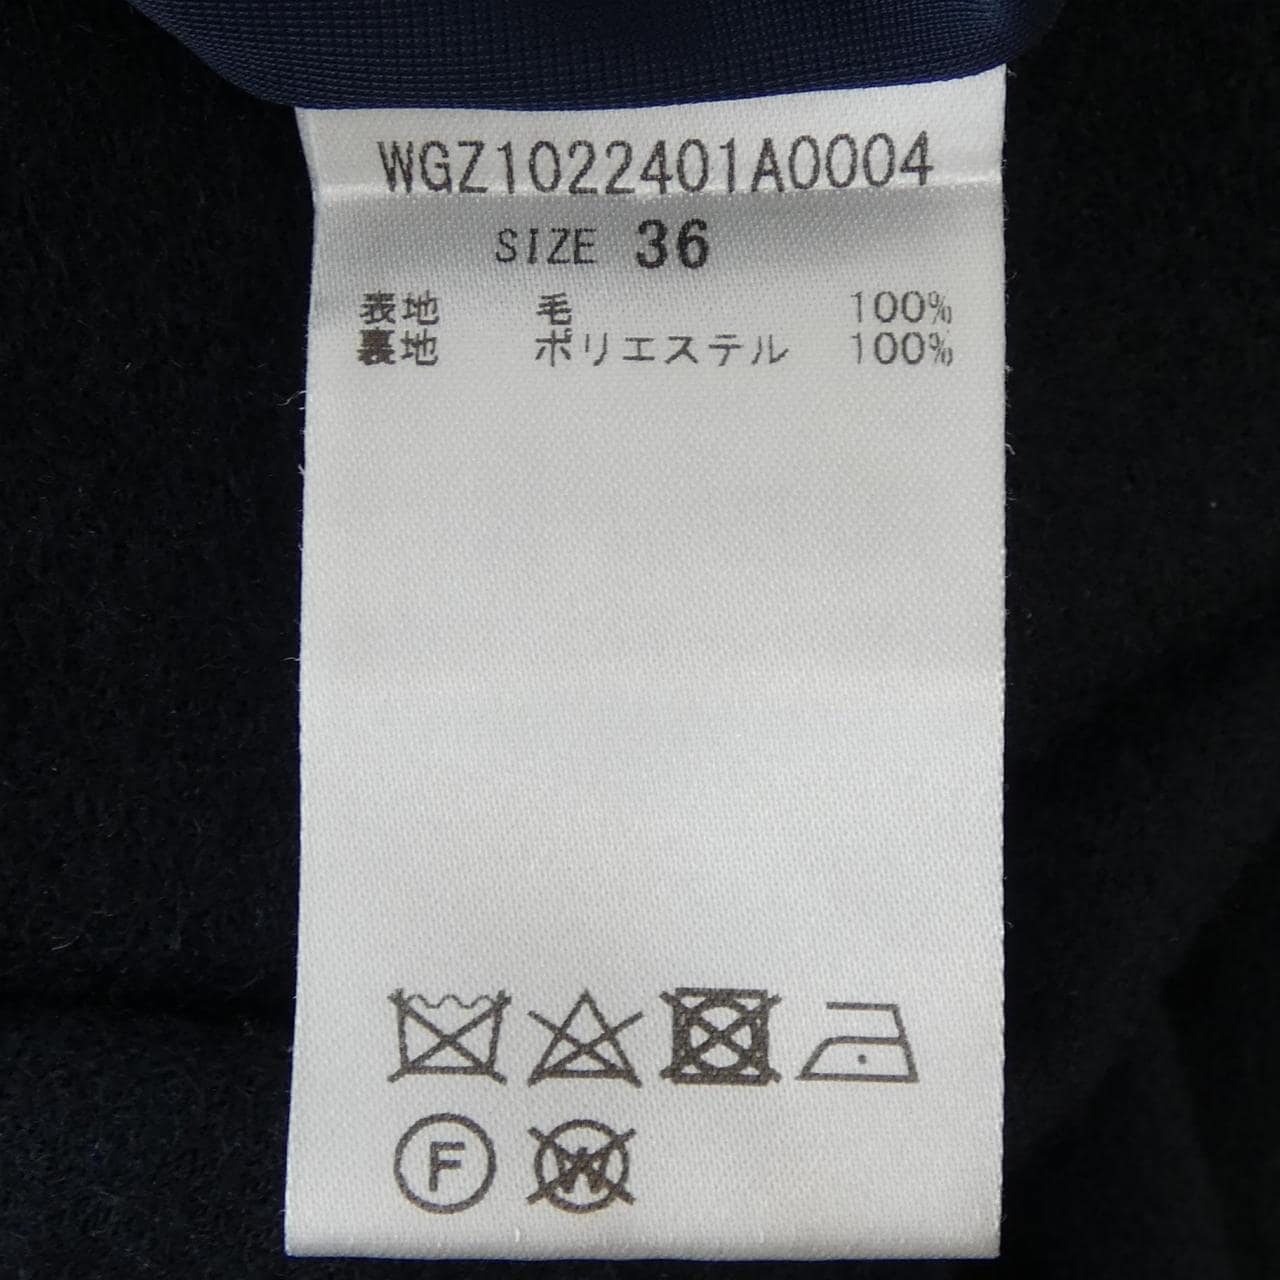 WGZ1022401A0004
SIZE 36
表地 毛 100%
裏地 ポリエステル 100%
F
W